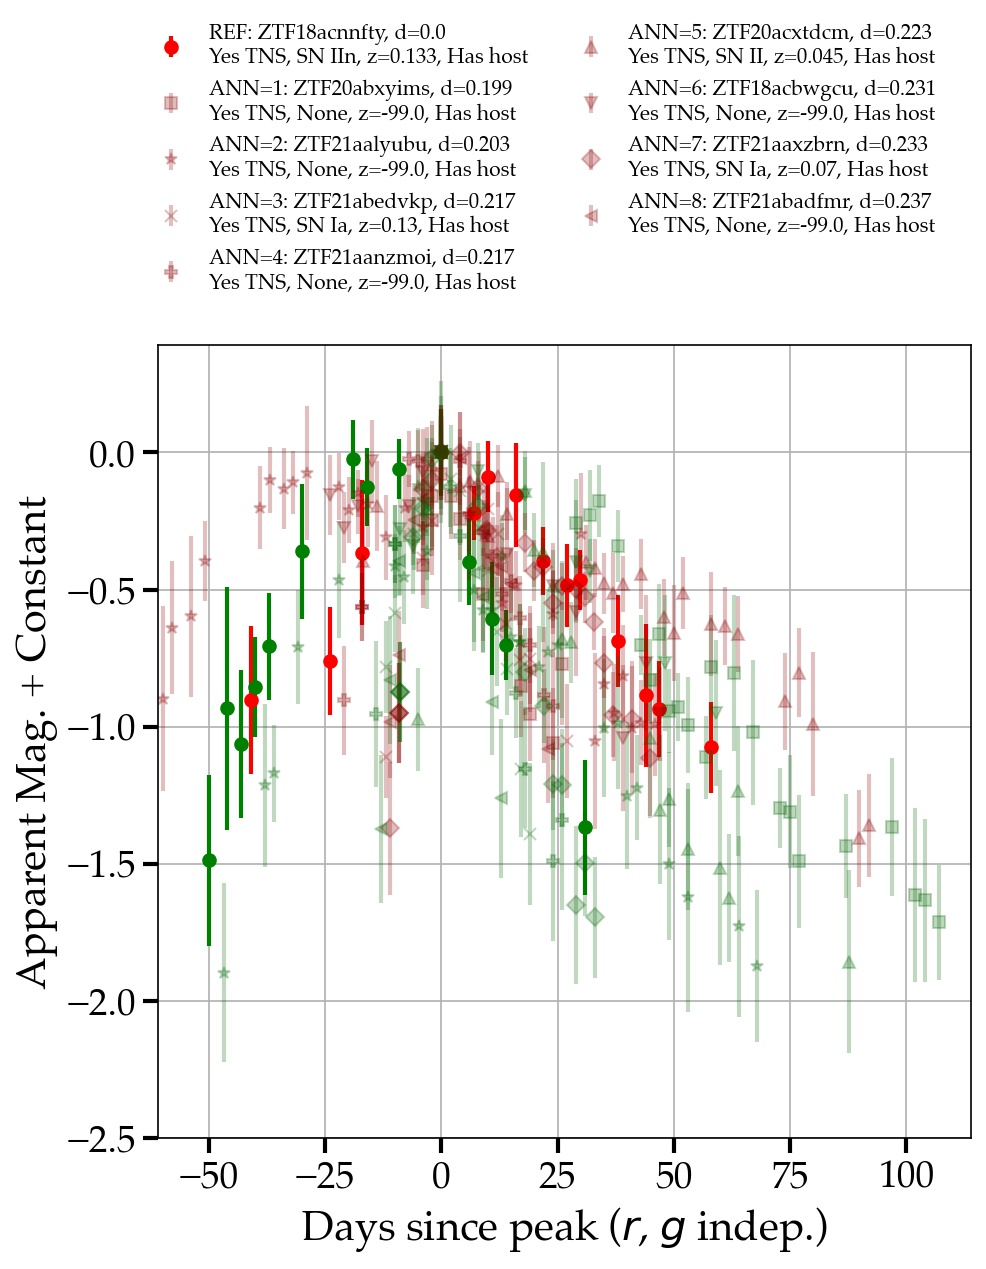 REF: ZTF18acnnfty, d=0.0
Yes TNS, SN IIn, z=0.133, Has host
ANN=1: ZTF20abxyims, d=0.199
Yes TNS, None, z=-99.0, Has host
ANN=2: ZTF21aalyubu, d=0.203
Yes TNS, None, z=-99.0, Has host
ANN=3: ZTF21abedvkp, d=0.217
Yes TNS, SN Ia, z=0.13, Has host
ANN=4: ZTF21aanzmoi, d=0.217
Yes TNS, None, z=-99.0, Has host
ANN=5: ZTF20acxtdcm, d=0.223
Yes TNS, SN II, z=0.045, Has host
ANN=6: ZTF18acbwgcu, d=0.231
Yes TNS, None, z=-99.0, Has host
ANN=7: ZTF21aaxzbrn, d=0.233
Yes TNS, SN Ia, z=0.07, Has host
ANN=8: ZTF21abadfmr, d=0.237
Yes TNS, None, z=-99.0, Has host
Apparent Mag. + Constant
0.0
−0.5
−1.0
−1.5
−2.0
−2.5
−50 −25 0 25 50 75 100
Days since peak (r, g indep.)